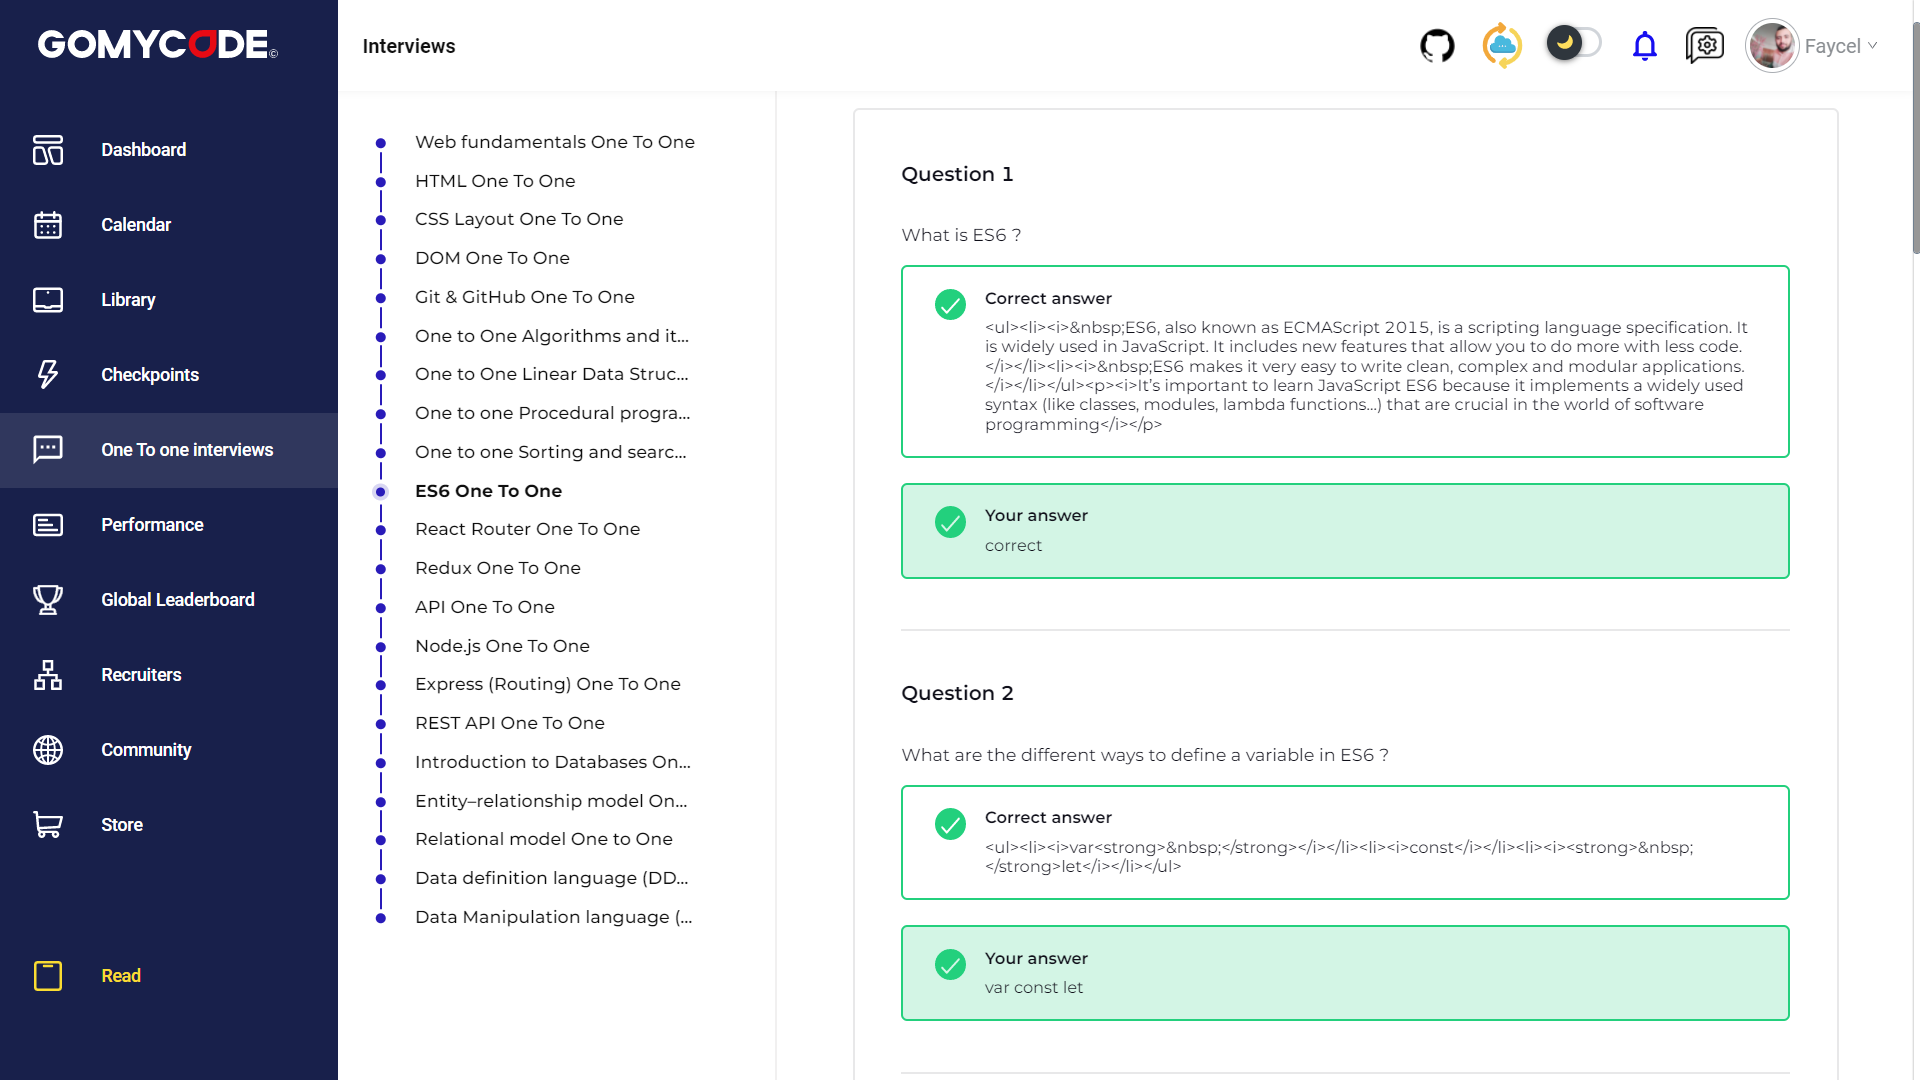 GOMYCODE©
Dashboard
Calendar
Library
Checkpoints
One To one interviews
Performance
Global Leaderboard
Recruiters
Community
Store
Read
Interviews
Faycel
Web fundamentals One To One
HTML One To One
CSS Layout One To One
DOM One To One
Git & GitHub One To One
One to One Algorithms and it...
One to One Linear Data Struc...
One to one Procedural progra...
One to one Sorting and searc...
ES6 One To One
React Router One To One
Redux One To One
API One To One
Node.js One To One
Express (Routing) One To One
REST API One To One
Introduction to Databases On...
Entity–relationship model On...
Relational model One to One
Data definition language (DD...
Data Manipulation language (...
Question 1
What is ES6 ?
Correct answer
<ul><li><i>&nbsp;ES6, also known as ECMAScript 2015, is a scripting language specification. It
is widely used in JavaScript. It includes new features that allow you to do more with less code.
</i></li><li><i>&nbsp;ES6 makes it very easy to write clean, complex and modular applications.
</i></li></ul><p><i>It’s important to learn JavaScript ES6 because it implements a widely used
syntax (like classes, modules, lambda functions…) that are crucial in the world of software
programming</i></p>
Your answer
correct
Question 2
What are the different ways to define a variable in ES6 ?
Correct answer
<ul><li><i>var<strong>&nbsp;</strong></i></li><li><i>const</i></li><li><i><strong>&nbsp;
</strong>let</i></li></ul>
Your answer
var const let